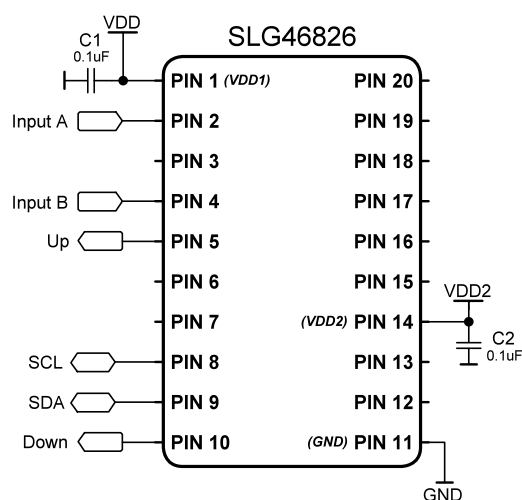 VDD
C1
0.1uF
SLG46826
PIN 1 (VDD1)
PIN 20
Input A
PIN 2
PIN 19
PIN 3
PIN 18
Input B
PIN 4
PIN 17
Up
PIN 5
PIN 16
PIN 6
PIN 15
PIN 7
(VDD2) PIN 14
VDD2
C2
0.1uF
SCL
PIN 8
PIN 13
SDA
PIN 9
PIN 12
Down
PIN 10
(GND) PIN 11
GND